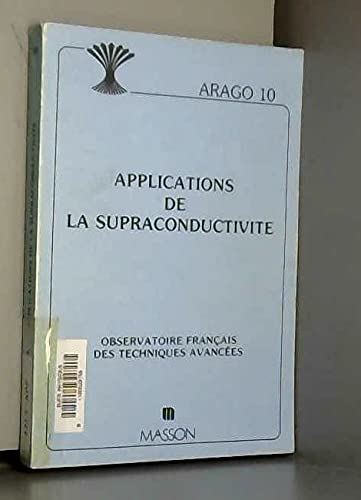 ARAGO 10
APPLICATIONS
DE
LA SUPRACONDUCTIVITE
OBSERVATOIRE FRANÇAIS
DES TECHNIQUES AVANCÉES
m
MASSON